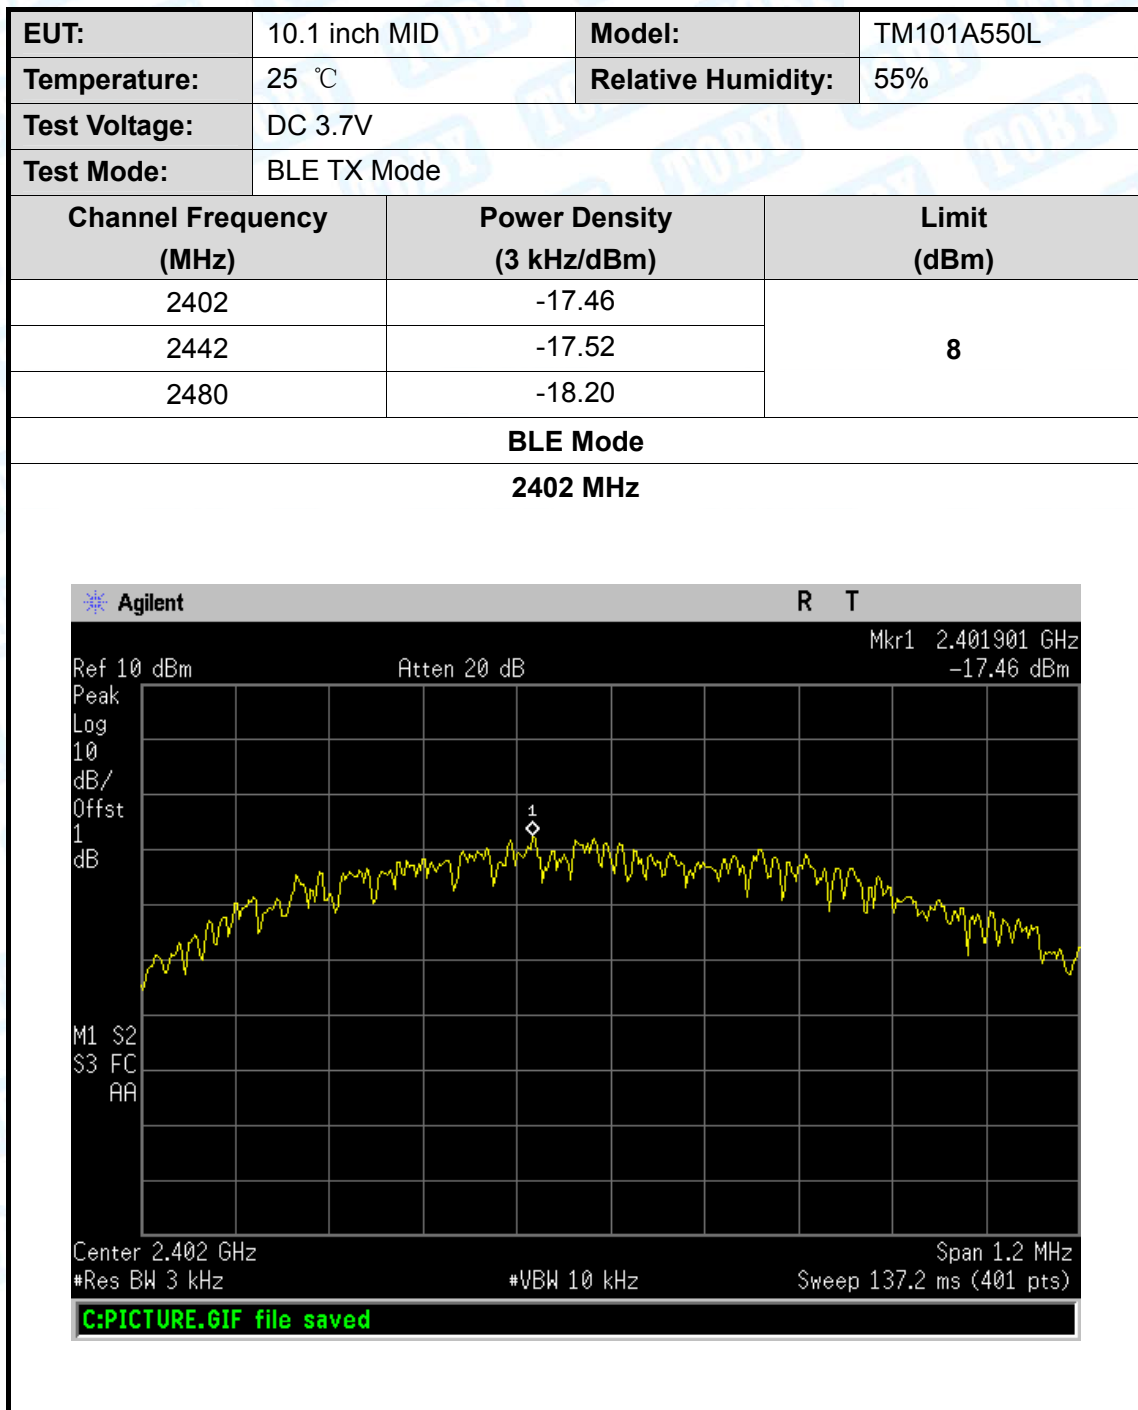 EUT: 10.1 inch MID Model: TM101A550L
Temperature: 25 ℃ Relative Humidity: 55%
Test Voltage: DC 3.7V
Test Mode: BLE TX Mode
Channel Frequency (MHz) Power Density (3 kHz/dBm) Limit (dBm)
2402 -17.46 8
2442 -17.52
2480 -18.20
BLE Mode
2402 MHz
Agilent R T
Mkr1 2.401901 GHz
Ref 10 dBm Atten 20 dB -17.46 dBm
Peak
Log
10
dB/
Offst
1
dB
1
M1 S2
S3 FC
AA
Center 2.402 GHz Span 1.2 MHz
#Res BW 3 kHz #VBW 10 kHz Sweep 137.2 ms (401 pts)
C:PICTURE.GIF file saved
TOBY